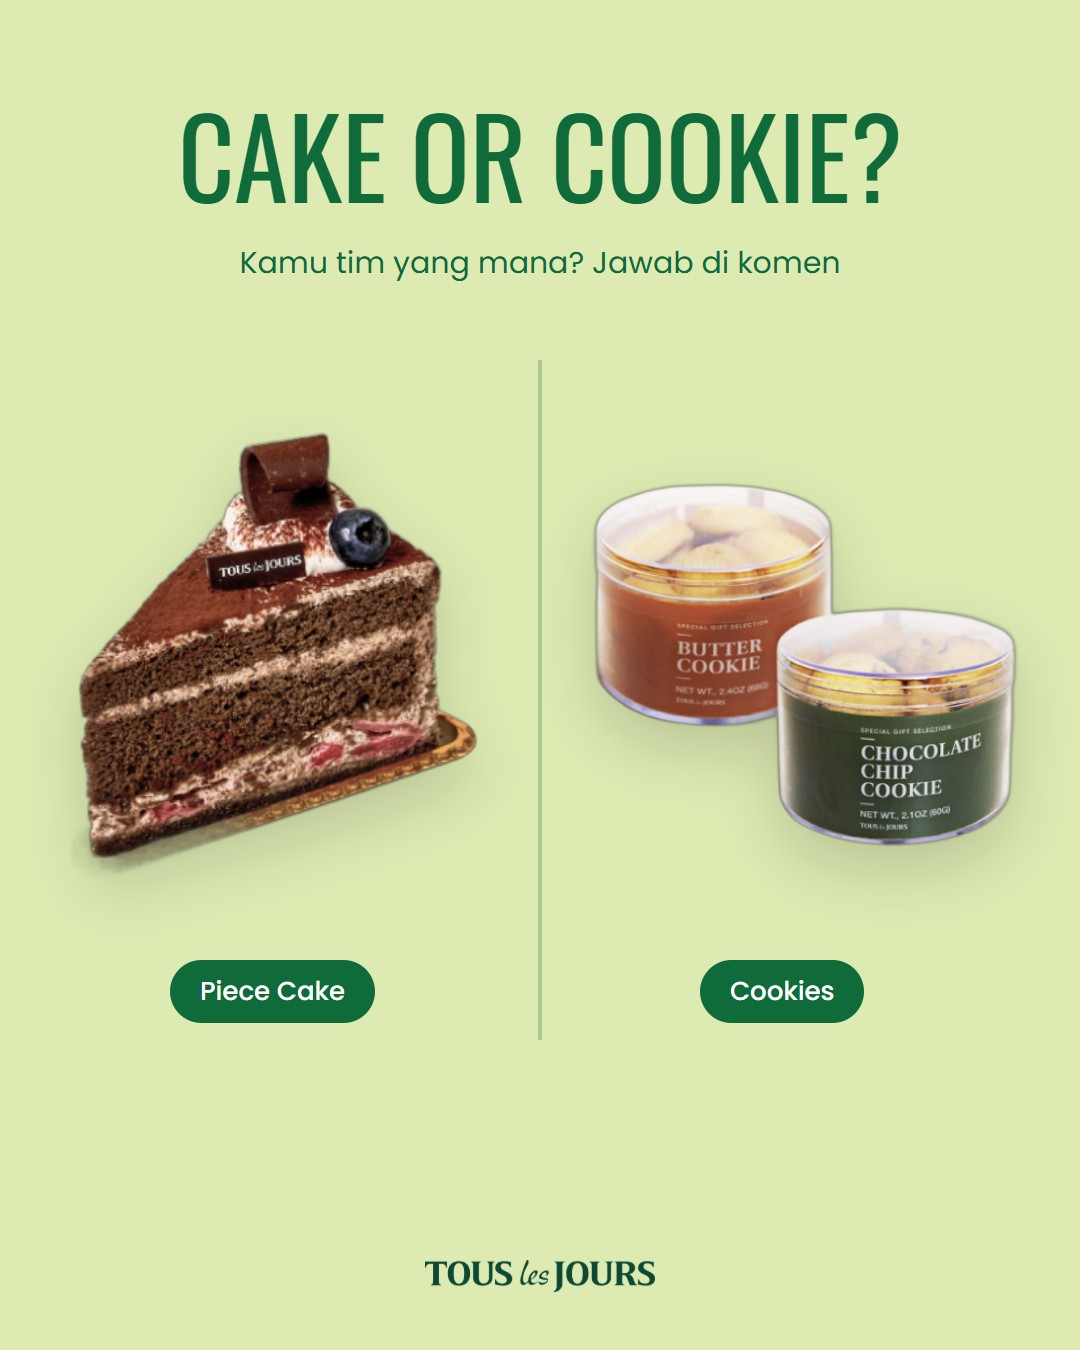 CAKE OR COOKIE?
Kamu tim yang mana? Jawab di komen
TOUS les JOURS
SPECIAL GIFT SELECTION
BUTTER
COOKIE
NET WT., 2.4OZ (68G)
TOUS les JOURS
SPECIAL GIFT SELECTION
CHOCOLATE
CHIP
COOKIE
NET WT., 2.1OZ (60G)
TOUS les JOURS
Piece Cake
Cookies
TOUS les JOURS